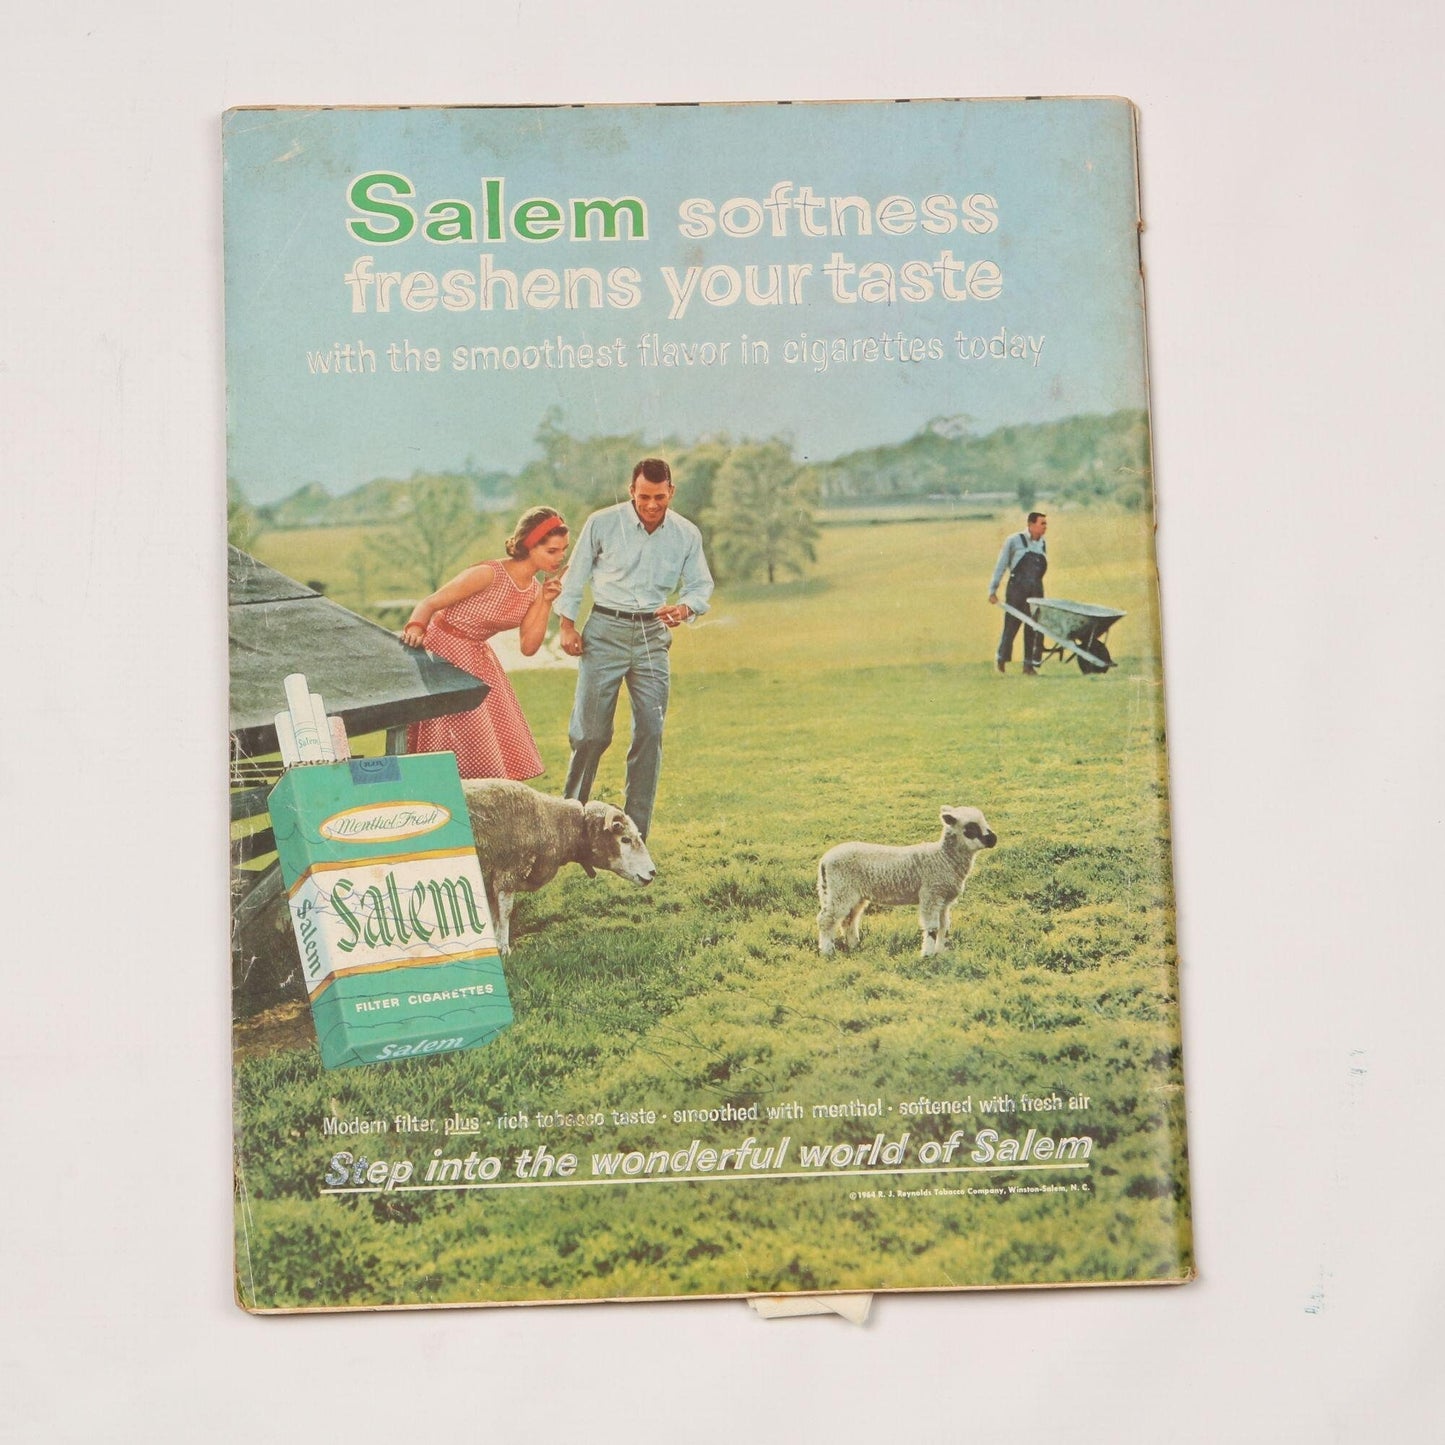 Salem softness
freshens your taste
with the smoothest flavor in cigarettes today
Salem
Menthol Fresh
Salem
Salem
FILTER CIGARETTES
Salem
Modern filter, plus · rich tobacco taste · smoothed with menthol · softened with fresh air
Step into the wonderful world of Salem
©1964 R. J. Reynolds Tobacco Company, Winston-Salem, N. C.